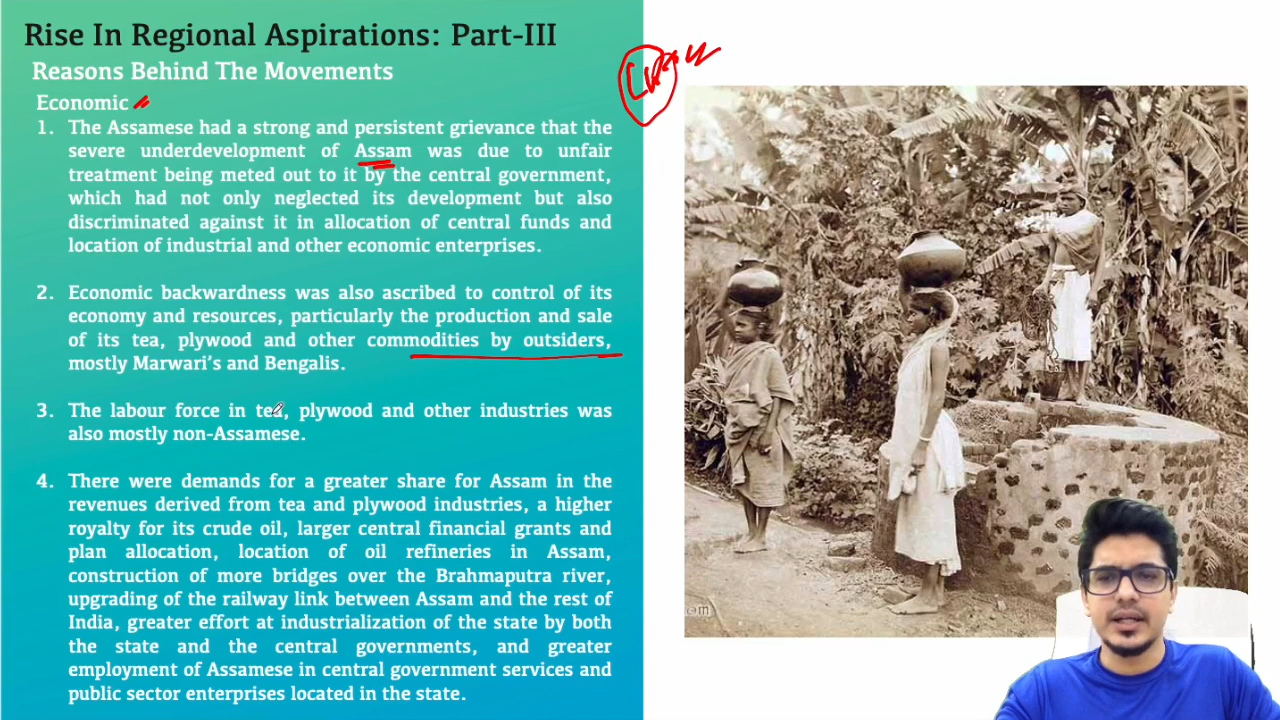 Rise In Regional Aspirations: Part-III
Reasons Behind The Movements
Economic
1. The Assamese had a strong and persistent grievance that the
severe underdevelopment of Assam was due to unfair
treatment being meted out to it by the central government,
which had not only neglected its development but also
discriminated against it in allocation of central funds and
location of industrial and other economic enterprises.
2. Economic backwardness was also ascribed to control of its
economy and resources, particularly the production and sale
of its tea, plywood and other commodities by outsiders,
mostly Marwari's and Bengalis.
3. The labour force in tea, plywood and other industries was
also mostly non-Assamese.
4. There were demands for a greater share for Assam in the
revenues derived from tea and plywood industries, a higher
royalty for its crude oil, larger central financial grants and
plan allocation, location of oil refineries in Assam,
construction of more bridges over the Brahmaputra river,
upgrading of the railway link between Assam and the rest of
India, greater effort at industrialization of the state by both
the state and the central governments, and greater
employment of Assamese in central government services and
public sector enterprises located in the state.
om